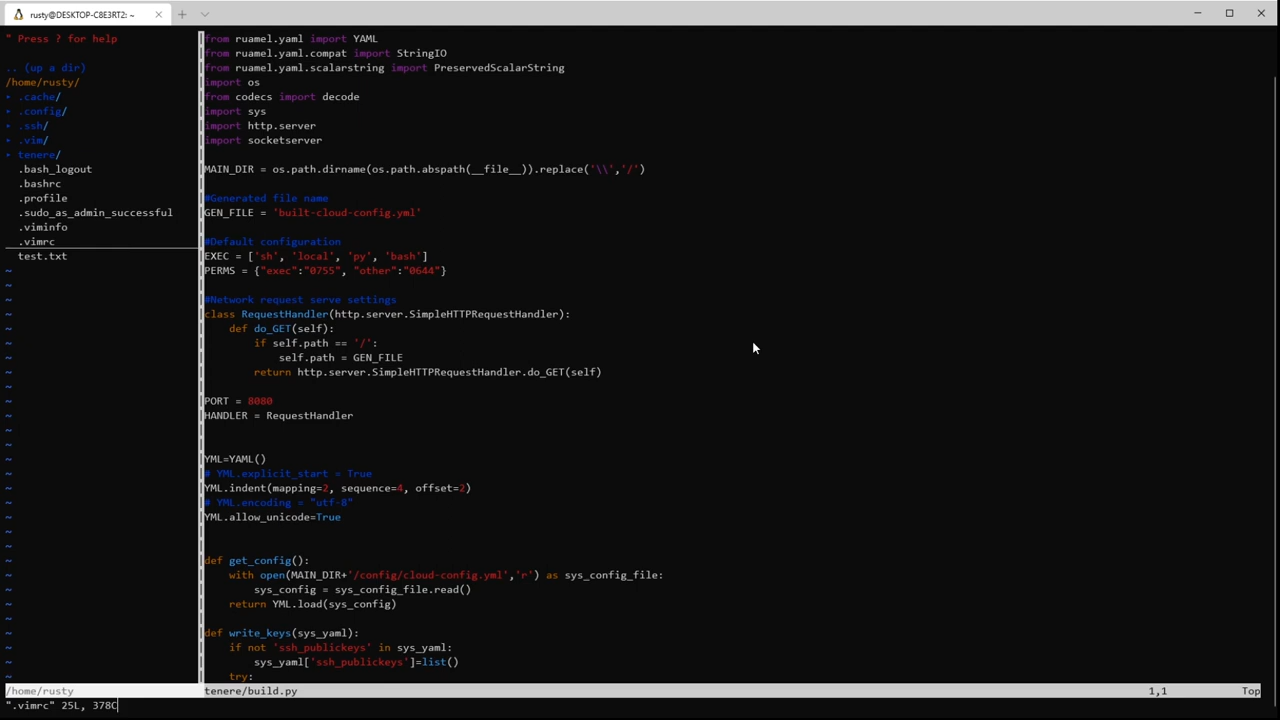 rusty@DESKTOP-C8E3RT2: ~
" Press ? for help
.. (up a dir)
/home/rusty/
▸ .cache/
▸ .config/
▸ .ssh/
▸ .vim/
▸ tenere/
.bash_logout
.bashrc
.profile
.sudo_as_admin_successful
.viminfo
.vimrc
test.txt
from ruamel.yaml import YAML
from ruamel.yaml.compat import StringIO
from ruamel.yaml.scalarstring import PreservedScalarString
import os
from codecs import decode
import sys
import http.server
import socketserver
MAIN_DIR = os.path.dirname(os.path.abspath(__file__)).replace('\\','/')
#Generated file name
GEN_FILE = 'built-cloud-config.yml'
#Default configuration
EXEC = ['sh', 'local', 'py', 'bash']
PERMS = {"exec":"0755", "other":"0644"}
#Network request serve settings
class RequestHandler(http.server.SimpleHTTPRequestHandler):
    def do_GET(self):
        if self.path == '/':
            self.path = GEN_FILE
        return http.server.SimpleHTTPRequestHandler.do_GET(self)
PORT = 8080
HANDLER = RequestHandler
YML=YAML()
# YML.explicit_start = True
YML.indent(mapping=2, sequence=4, offset=2)
# YML.encoding = "utf-8"
YML.allow_unicode=True
def get_config():
    with open(MAIN_DIR+'/config/cloud-config.yml','r') as sys_config_file:
        sys_config = sys_config_file.read()
    return YML.load(sys_config)
def write_keys(sys_yaml):
    if not 'ssh_publickeys' in sys_yaml:
        sys_yaml['ssh_publickeys']=list()
    try:
/home/rusty
tenere/build.py 1,1 Top
".vimrc" 25L, 378C